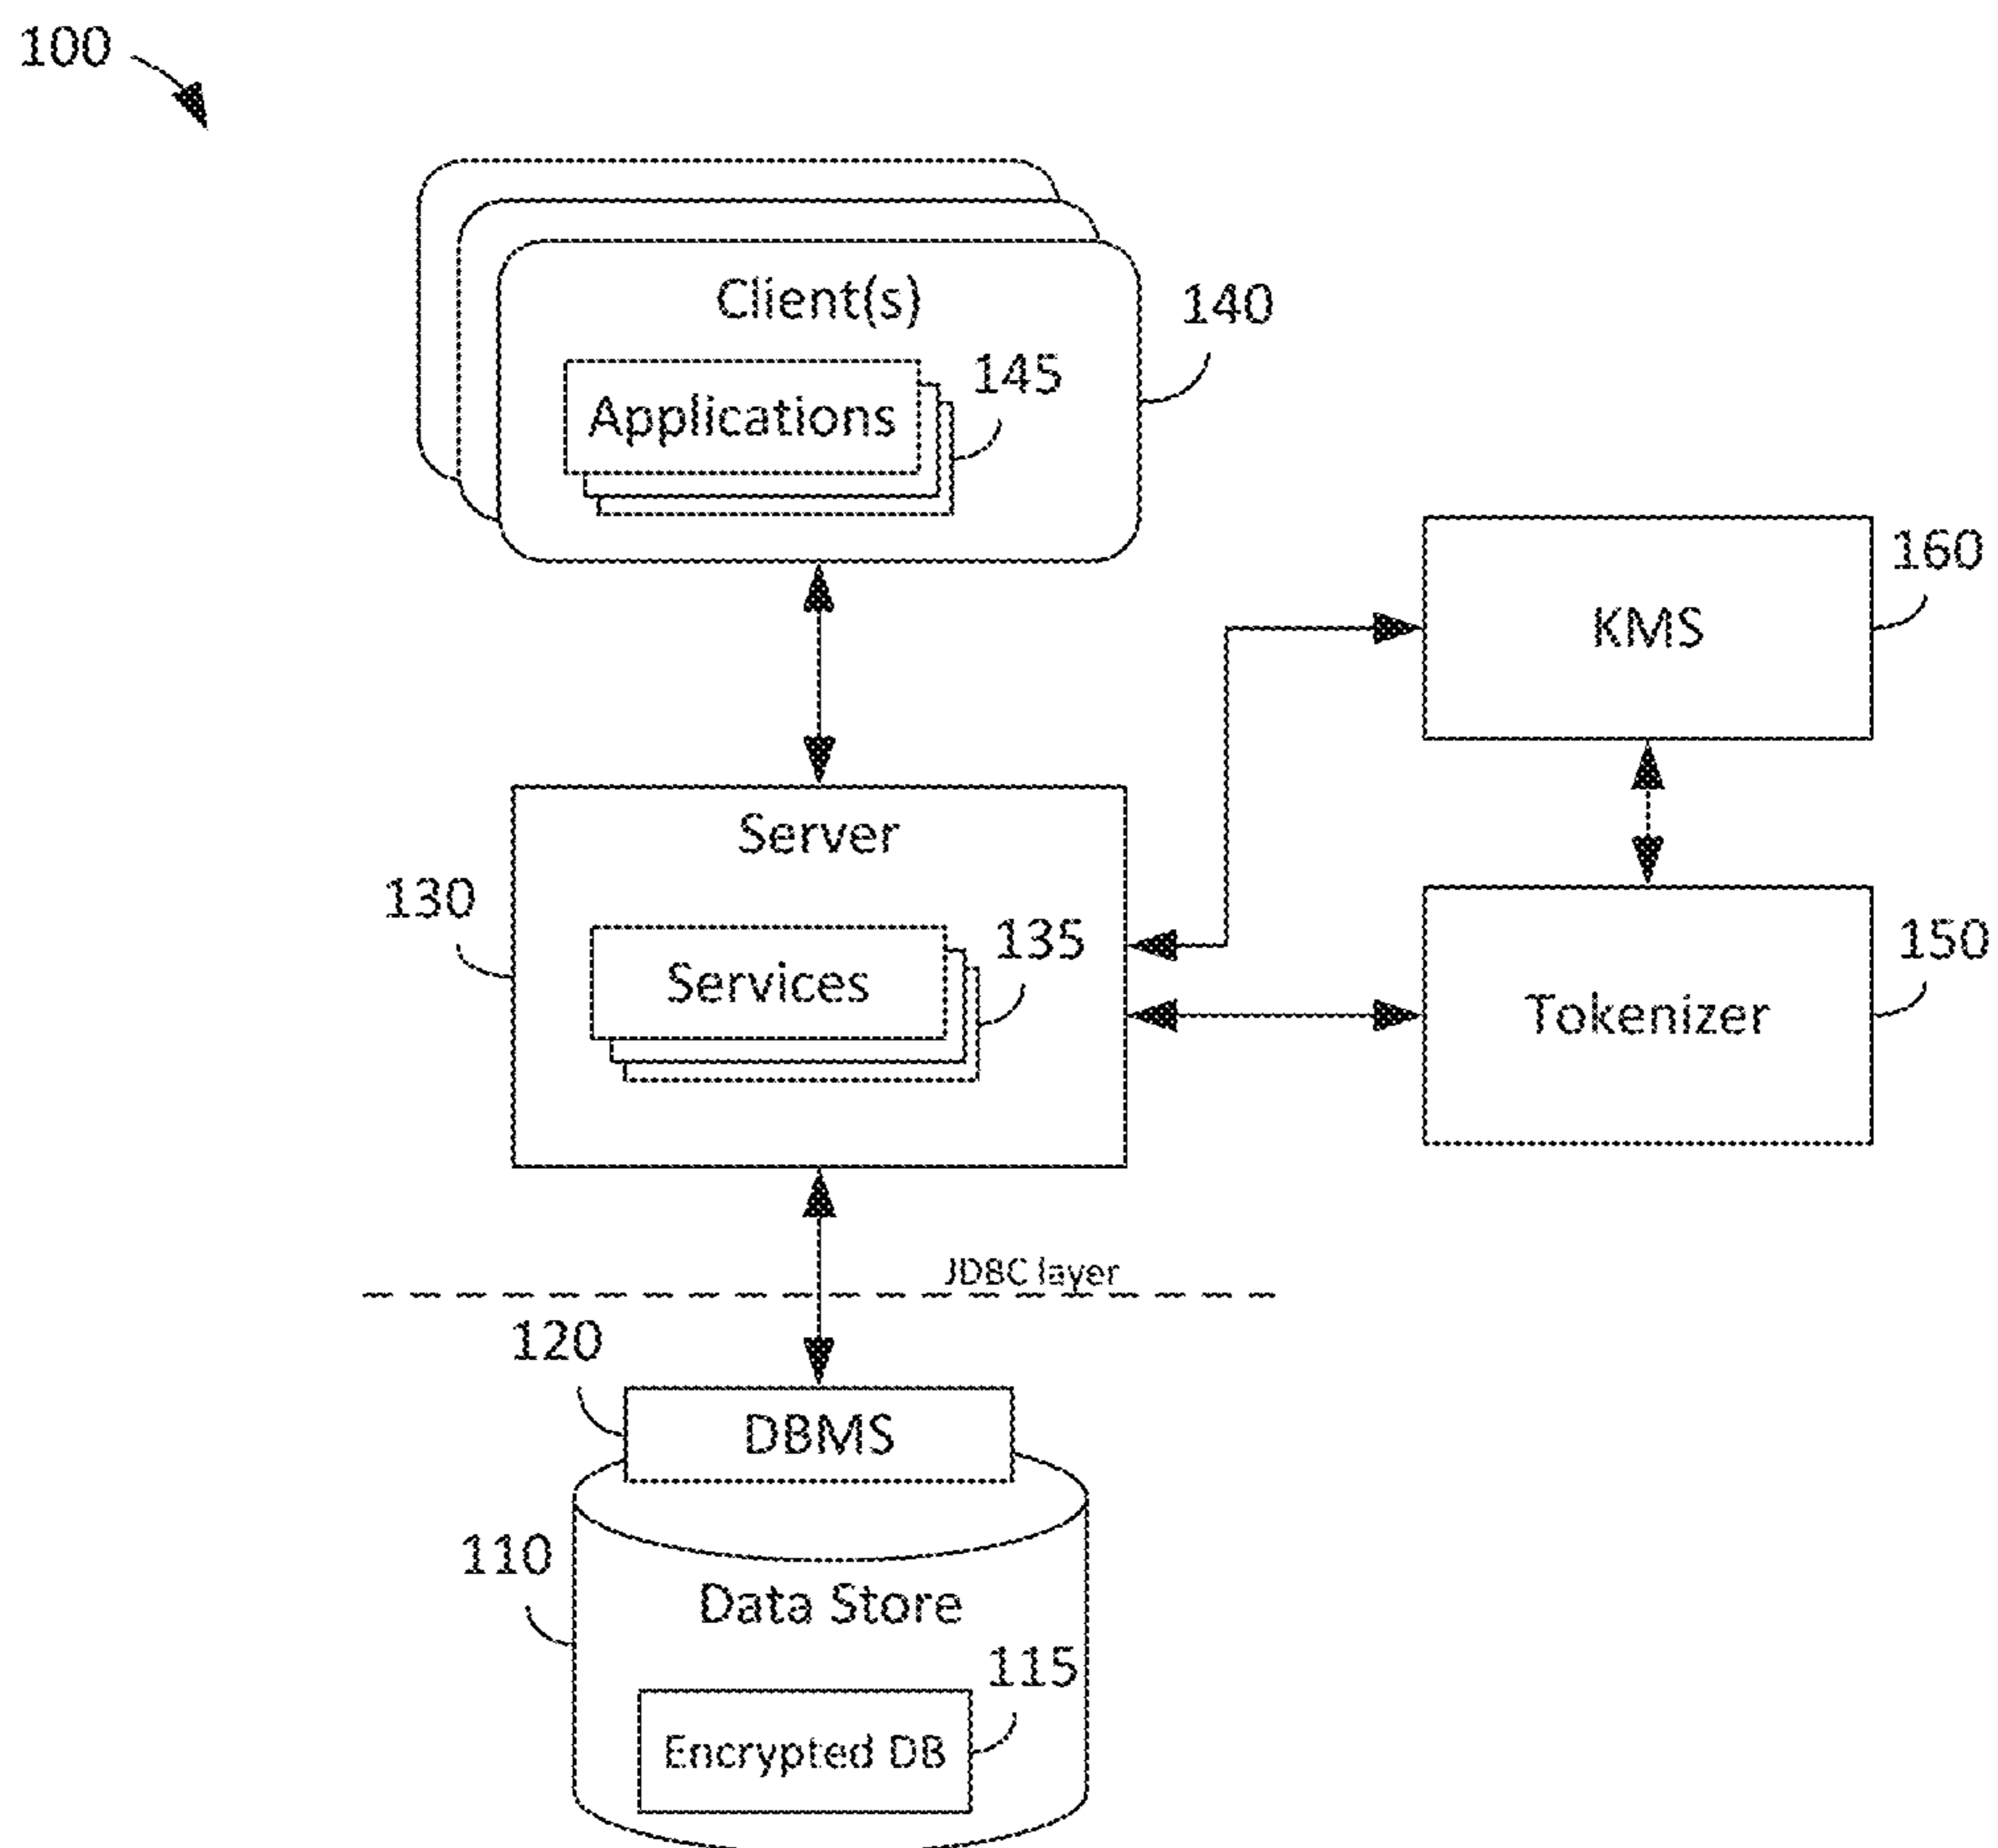 100
Client(s)
140
145
Applications
160
KMS
Server
130
135
150
Services
Tokenizer
JDBC layer
120
DBMS
110
Data Store
115
Encrypted DB